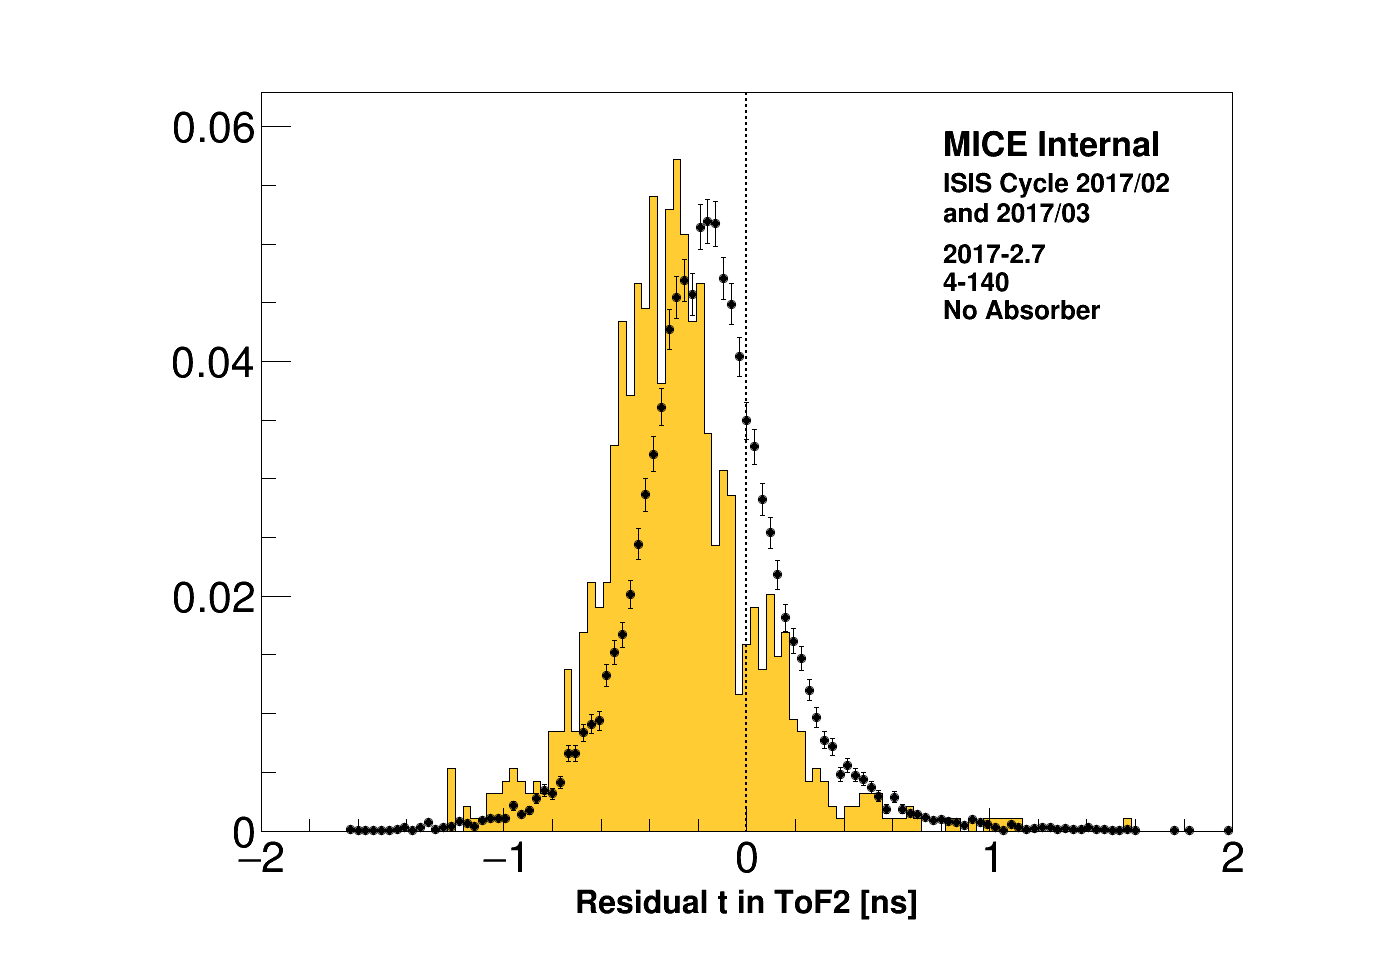 0.06
0.04
0.02
0
−2
−1
0
1
2
MICE Internal
ISIS Cycle 2017/02
and 2017/03
2017-2.7
4-140
No Absorber
Residual t in ToF2 [ns]